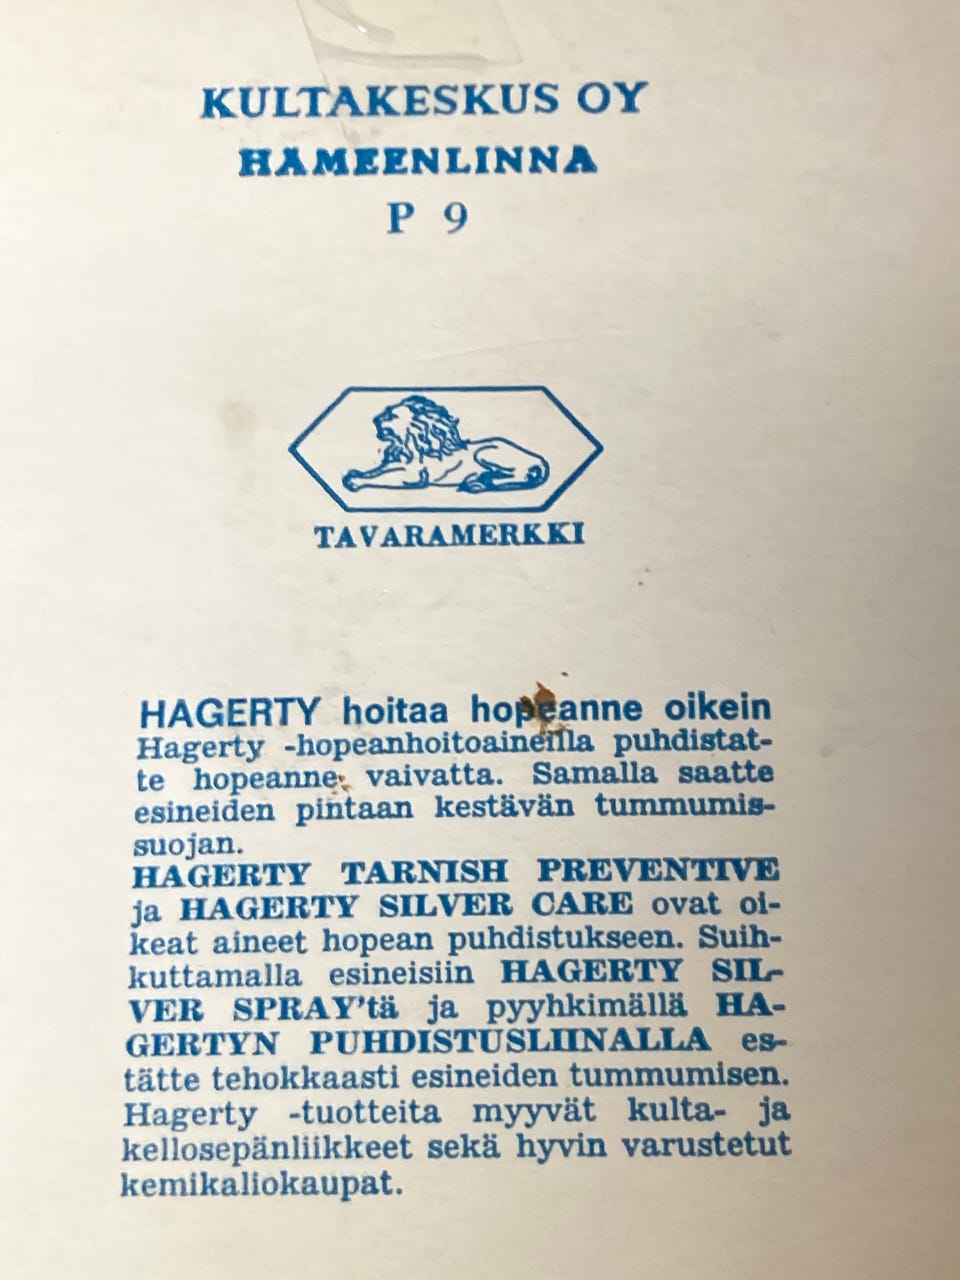 KULTAKESKUS OY
HÄMEENLINNA
P 9
TAVARAMERKKI
HAGERTY hoitaa hopeanne oikein
Hagerty -hopeanhoitoaineilla puhdistat-
te hopeanne vaivatta. Samalla saatte
esineiden pintaan kestävän tummumis-
suojan.
HAGERTY TARNISH PREVENTIVE
ja HAGERTY SILVER CARE ovat oi-
keat aineet hopean puhdistukseen. Suih-
kuttamalla esineisiin HAGERTY SIL-
VER SPRAY'tä ja pyyhkimällä HA-
GERTYN PUHDISTUSLIINALLA es-
tätte tehokkaasti esineiden tummumisen.
Hagerty -tuotteita myyvät kulta- ja
kellosepänliikkeet sekä hyvin varustetut
kemikaliokaupat.